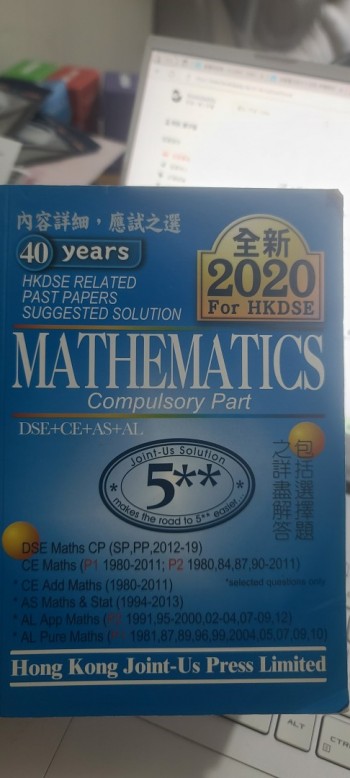 內容詳細，應試之選
40 years
全新
2020
For HKDSE
HKDSE RELATED
PAST PAPERS
SUGGESTED SOLUTION
MATHEMATICS
Compulsory Part
DSE+CE+AS+AL
Joint-Us Solution
* 5** *
makes the road to 5** easier
包括選擇題
之詳盡解答
DSE Maths CP (SP,PP,2012-19)
CE Maths (P1 1980-2011; P2 1980,84,87,90-2011)
* CE Add Maths (1980-2011)
*selected questions only
* AS Maths & Stat (1994-2013)
* AL App Maths (P2 1991,95-2000,02-04,07-09,12)
* AL Pure Maths (P1 1981,87,89,96,99,2004,05,07,09,10)
Hong Kong Joint-Us Press Limited
ALT
CTR